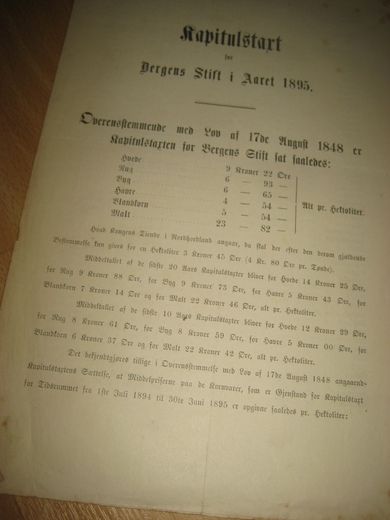 Kapitulstaxt
for
Bergens Stift i Aaret 1895.
Overensstemmende med Lov af 17de August 1848 er
Kapitulstaxten for Bergens Stift sat saaledes:
Hvede 9 Kroner 22 Øre
Rug 6 — 93 —
Byg 6 — 65 —
Havre 4 — 54 —
Blandkorn 5 — 54 —
Malt 23 — 82 —
Alt pr. Hektoliter.
Hvad Kongens Tiende i Nordhordland angaar, da skal der efter den derom gjældende
Bestemmelse kun gives for en Hektoliter 3 Kroner 45 Øre (4 Kr. 80 Øre pr. Tønde).
Middeltallet af de sidste 20 Aars Kapitulstaxter bliver for Hvede 14 Kroner 25 Øre,
for Rug 9 Kroner 88 Øre, for Byg 9 Kroner 73 Øre, for Havre 5 Kroner 43 Øre, for
Blandkorn 7 Kroner 14 Øre og for Malt 22 Kroner 46 Øre, alt pr. Hektoliter.
Middeltallet af de sidste 10 Aars Kapitulstaxter bliver for Hvede 12 Kroner 29 Øre,
for Rug 8 Kroner 61 Øre, for Byg 8 Kroner 59 Øre, for Havre 5 Kroner 00 Øre, for
Blandkorn 6 Kroner 37 Øre og for Malt 22 Kroner 42 Øre, alt pr. Hektoliter.
Det bekjendtgjøres tillige i Overensstemmelse med Lov af 17de August 1848 angaaende
Kapitulstaxtens Sættelse, at Middelpriserne paa de Kornvarer, som er Gjenstand for Kapitulstaxt
for Tidsrummet fra 1ste Juli 1894 til 30te Juni 1895 er opgivne saaledes pr. Hektoliter: